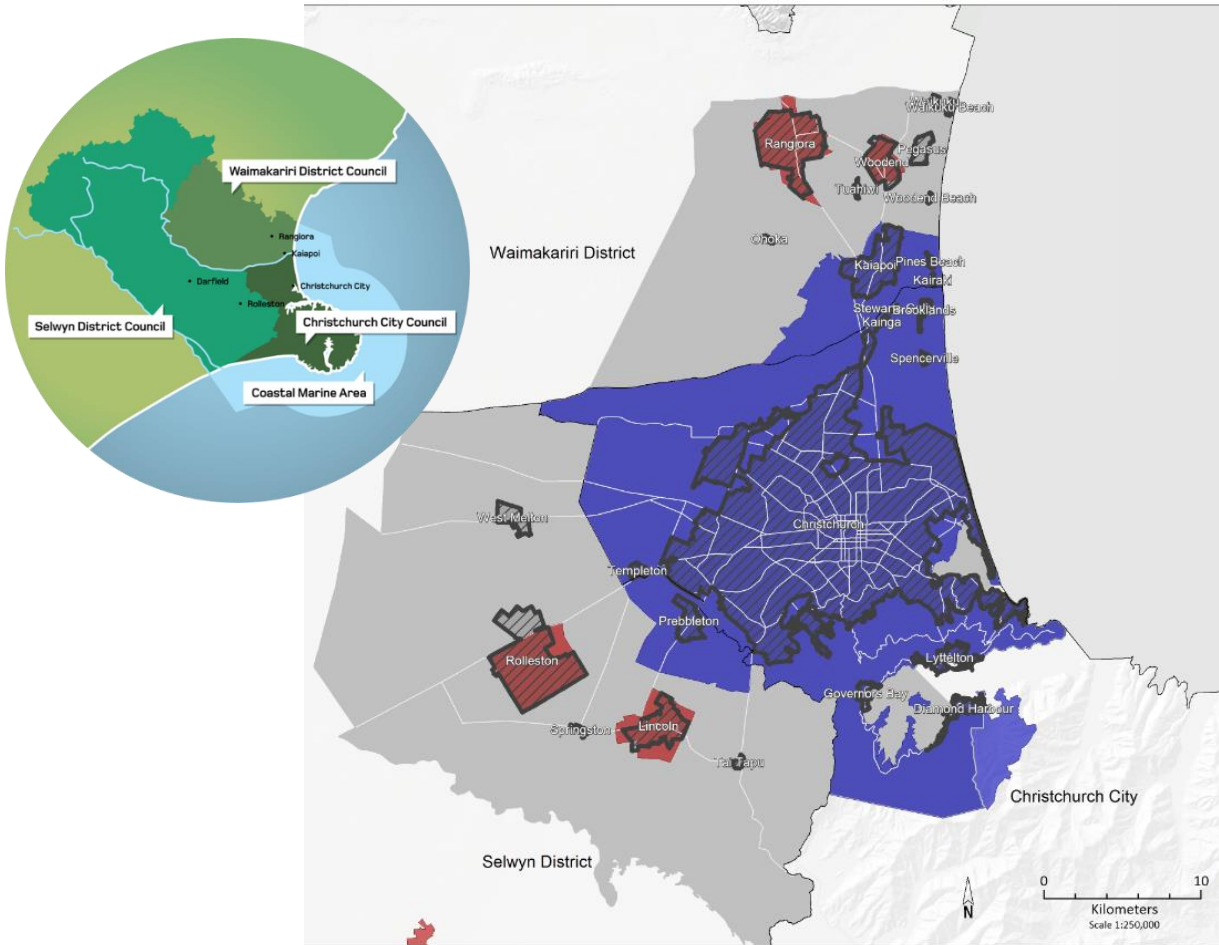 Waimakariri District Council
Rangiora
Kaiapoi
Darfield
Christchurch City
Rolleston
Selwyn District Council
Christchurch City Council
Coastal Marine Area
Waikuku
Waikuku Beach
Rangiora
Pegasus
Woodend
Tuahiwi
Woodend Beach
Waimakariri District
Ohoka
Kaiapoi
Pines Beach
Kairaki
Brooklands
Kainga
Spencerville
West Melton
Christchurch
Templeton
Prebbleton
Rolleston
Lyttelton
Governors Bay
Diamond Harbour
Springston
Lincoln
Tai Tapu
Christchurch City
Selwyn District
N
0 10
Kilometers
Scale 1:250,000